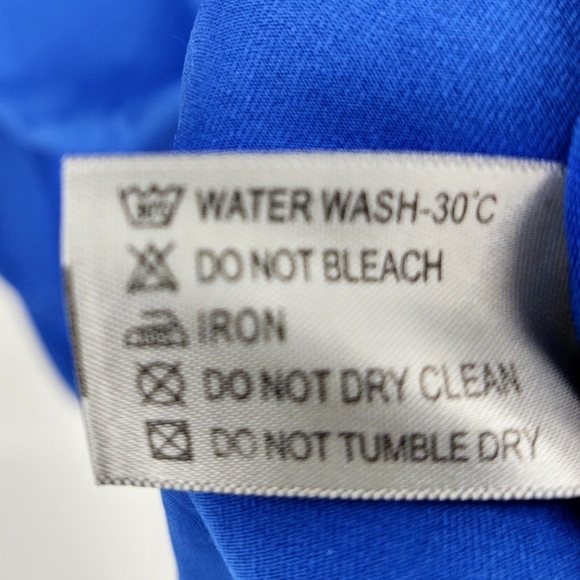 WATER WASH-30°C
DO NOT BLEACH
IRON
DO NOT DRY CLEAN
DO NOT TUMBLE DRY